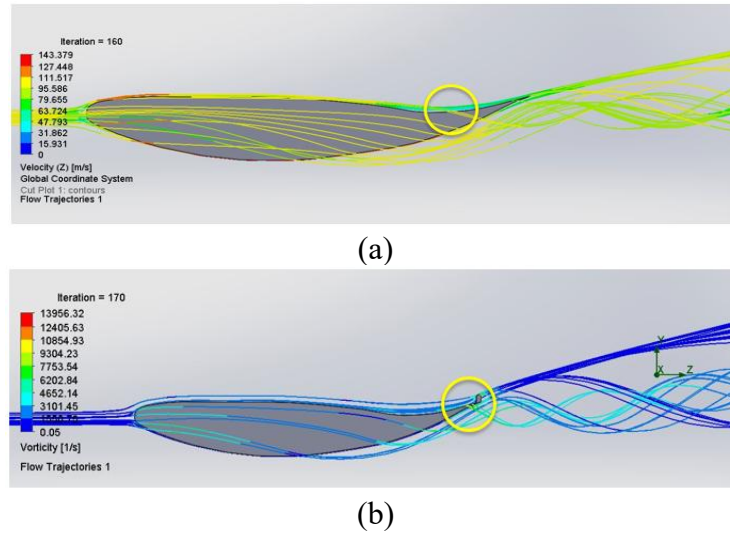 Iteration = 160
143.379
127.448
111.517
95.586
79.655
63.724
47.793
31.862
15.931
0
Velocity (Z) [m/s]
Global Coordinate System
Cut Plot 1: contours
Flow Trajectories 1
(a)
Iteration = 170
13956.32
12405.63
10854.93
9304.23
7753.54
6202.84
4652.14
3101.45
0.05
Vorticity [1/s]
Flow Trajectories 1
Y
X
Z
(b)